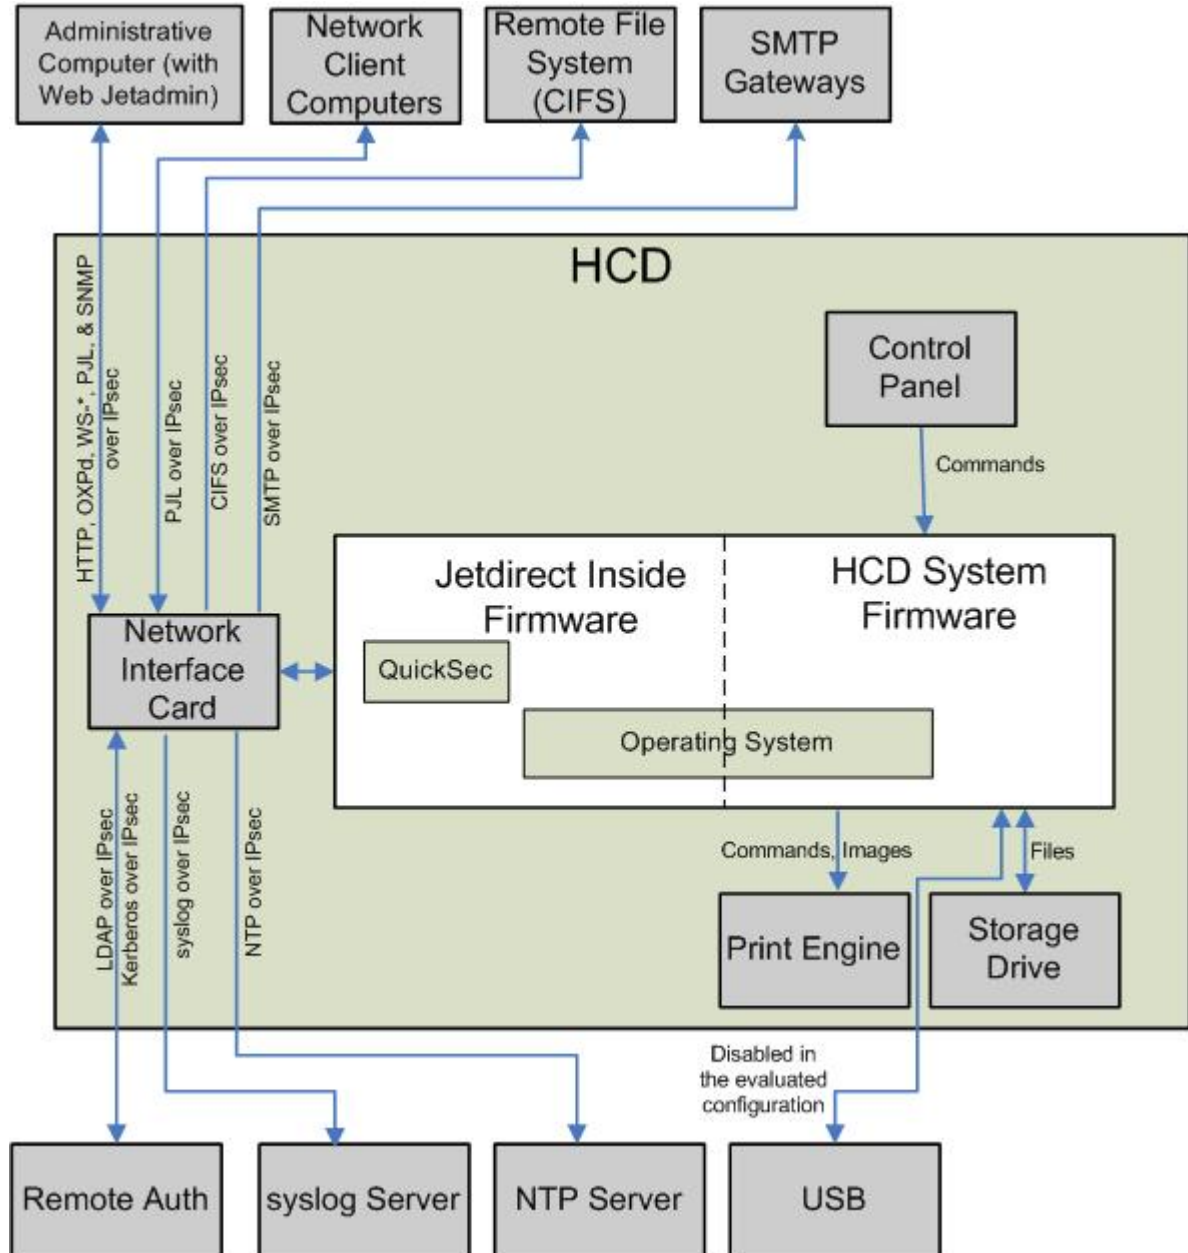 Administrative
Computer (with
Web Jetadmin)
Network
Client
Computers
Remote File
System
(CIFS)
SMTP
Gateways
HCD
HTTP, OXPd, WS-*, PJL, & SNMP
over IPsec
PJL over IPsec
CIFS over IPsec
SMTP over IPsec
Control
Panel
Commands
Jetdirect Inside
Firmware
HCD System
Firmware
QuickSec
Operating System
Network
Interface
Card
LDAP over IPsec
Kerberos over IPsec
syslog over IPsec
NTP over IPsec
Commands, Images
Files
Print Engine
Storage
Drive
Disabled in
the evaluated
configuration
Remote Auth
syslog Server
NTP Server
USB